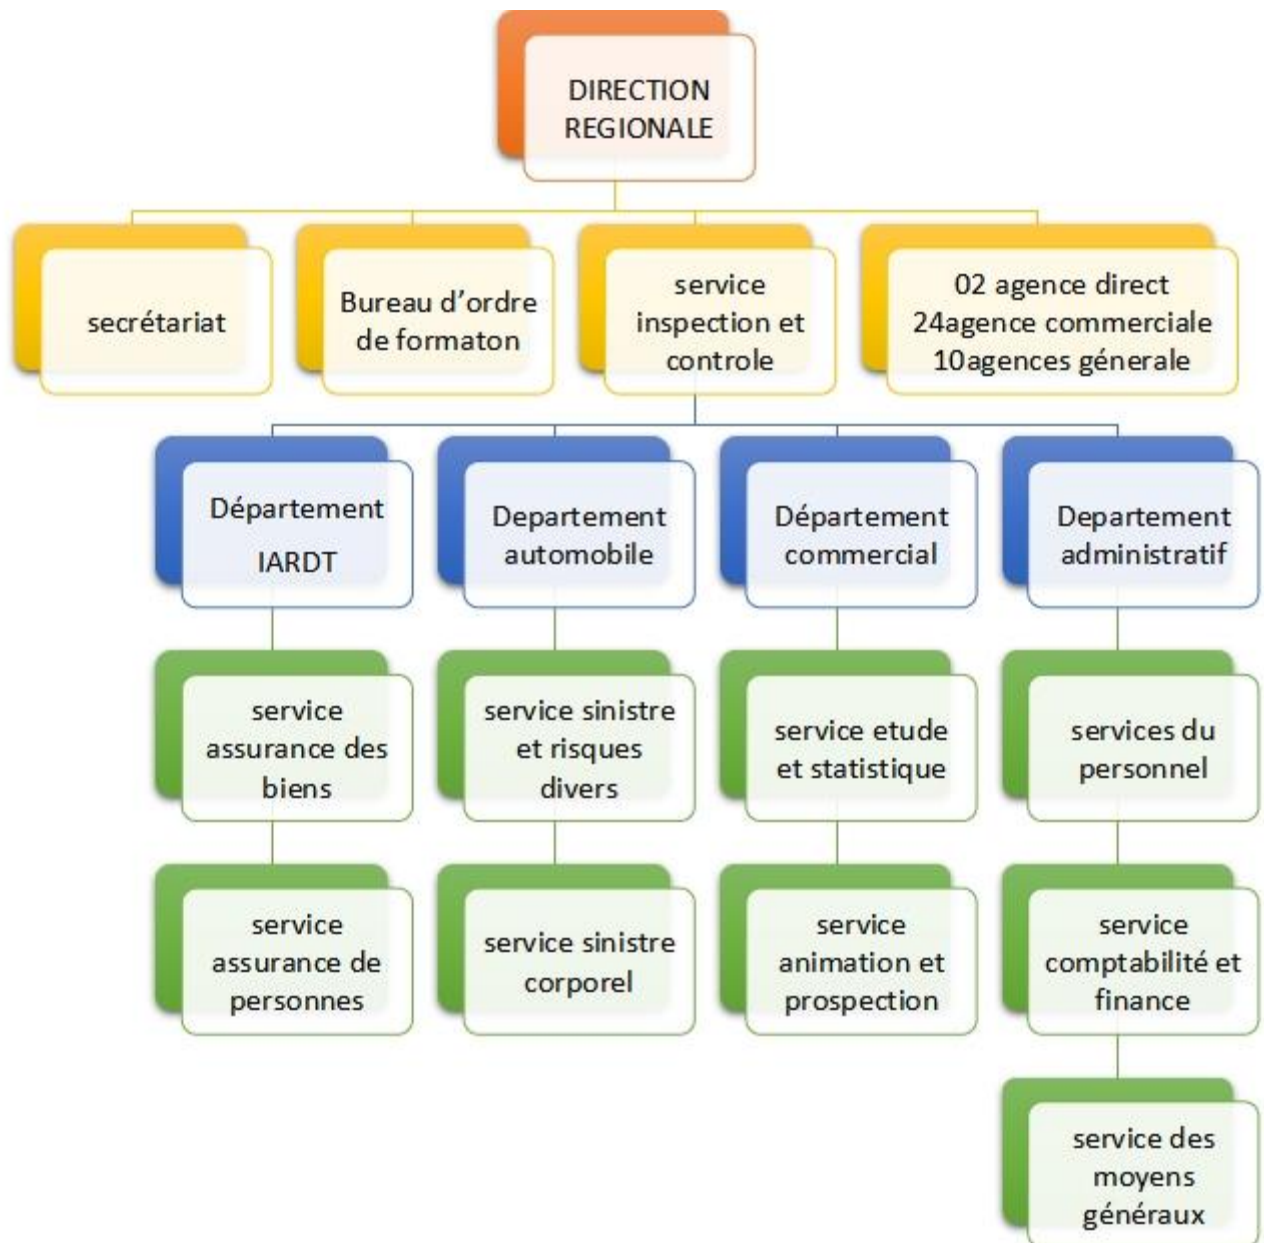 DIRECTION
REGIONALE
secrétariat
Bureau d’ordre
de formaton
service
inspection et
controle
02 agence direct
24agence commerciale
10agences génerale
Département
IARDT
Departement
automobile
Département
commercial
Departement
administratif
service
assurance des
biens
service sinistre
et risques
divers
service etude
et statistique
services du
personnel
service
assurance de
personnes
service sinistre
corporel
service
animation et
prospection
service
comptabilité et
finance
service des
moyens
généraux